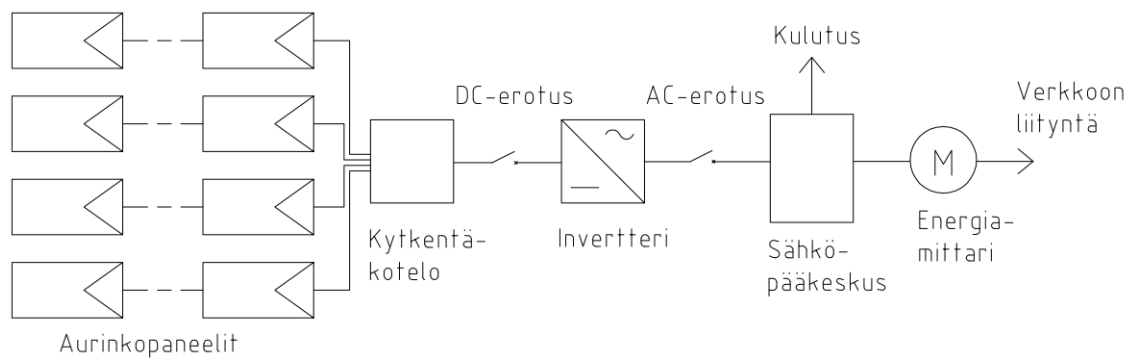 Kulutus
DC-erotus
AC-erotus
Verkkoon
liityntä
M
Kytkentä-
kotelo
Invertteri
Sähkö-
pääkeskus
Energia-
mittari
Aurinkopaneelit